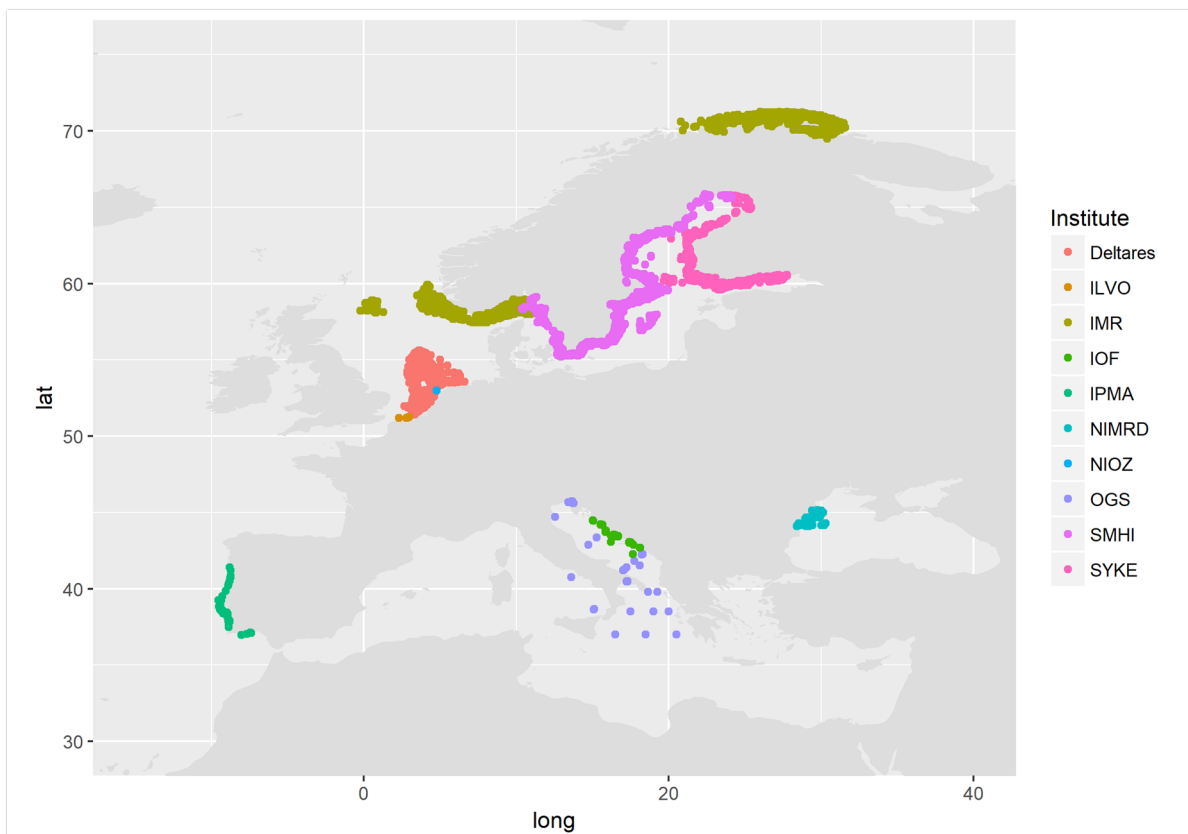 70
60
50
40
30
lat
0
20
40
long
Institute
Deltares
ILVO
IMR
IOF
IPMA
NIMRD
NIOZ
OGS
SMHI
SYKE